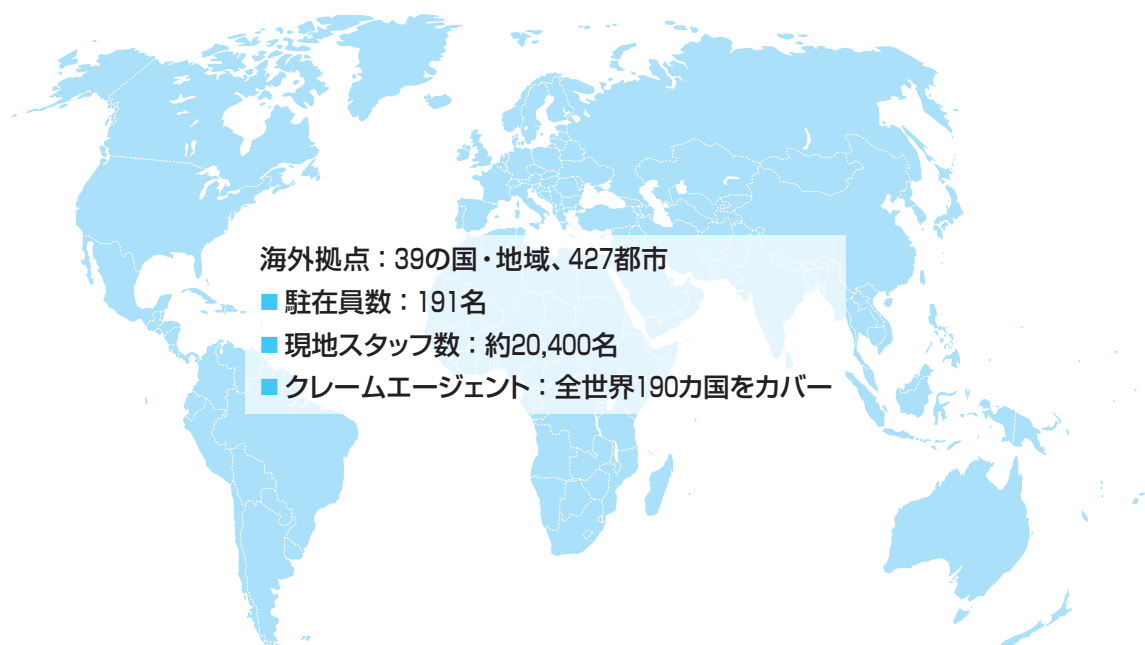 海外拠点：39の国・地域、427都市
■ 駐在員数：191名
■ 現地スタッフ数：約20,400名
■ クレームエージェント：全世界190カ国をカバー